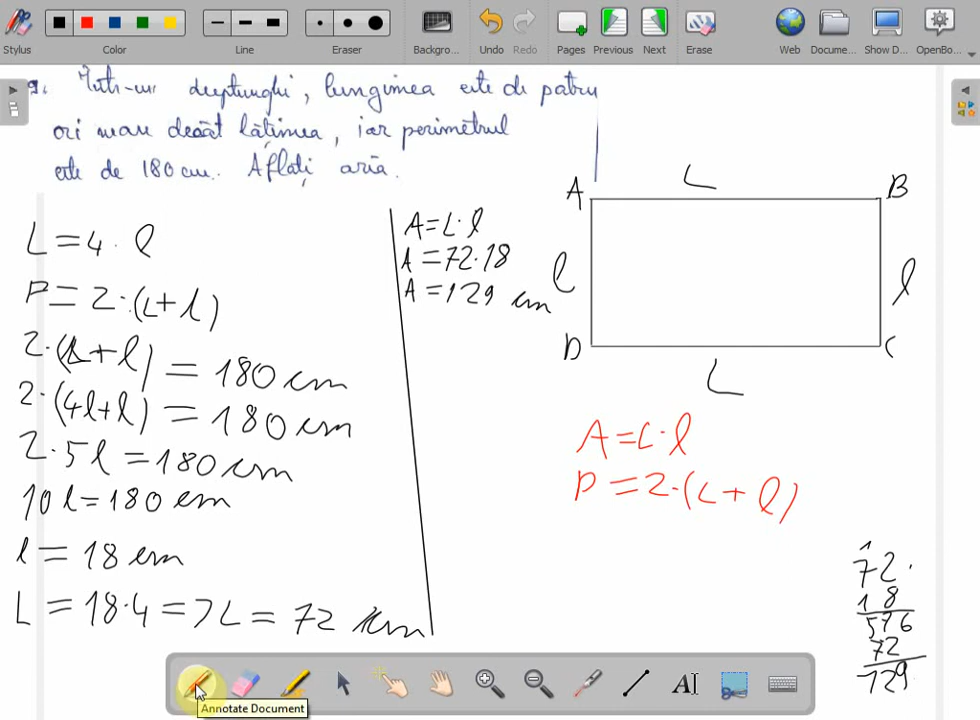 Stylus Color Line Eraser Backgro... Undo Redo Pages Previous Next Erase Web Docume... Show D... OpenBo...
9. Într-un dreptunghi, lungimea este de patru
ori mare decât lățimea, iar perimetrul
este de 180 cm. Aflați aria.
L = 4 · l
P = 2 · (L + l)
2 · (L + l) = 180 cm
2 · (4l + l) = 180 cm
2 · 5l = 180 cm
10 l = 180 cm
l = 18 cm
L = 18 · 4 => L = 72 cm
A = L · l
A = 72 · 18
A = 129 cm
A L B
l l
D C
L
A = L · l
P = 2 · (L + l)
1
72 ·
18
576
72
129
Annotate Document